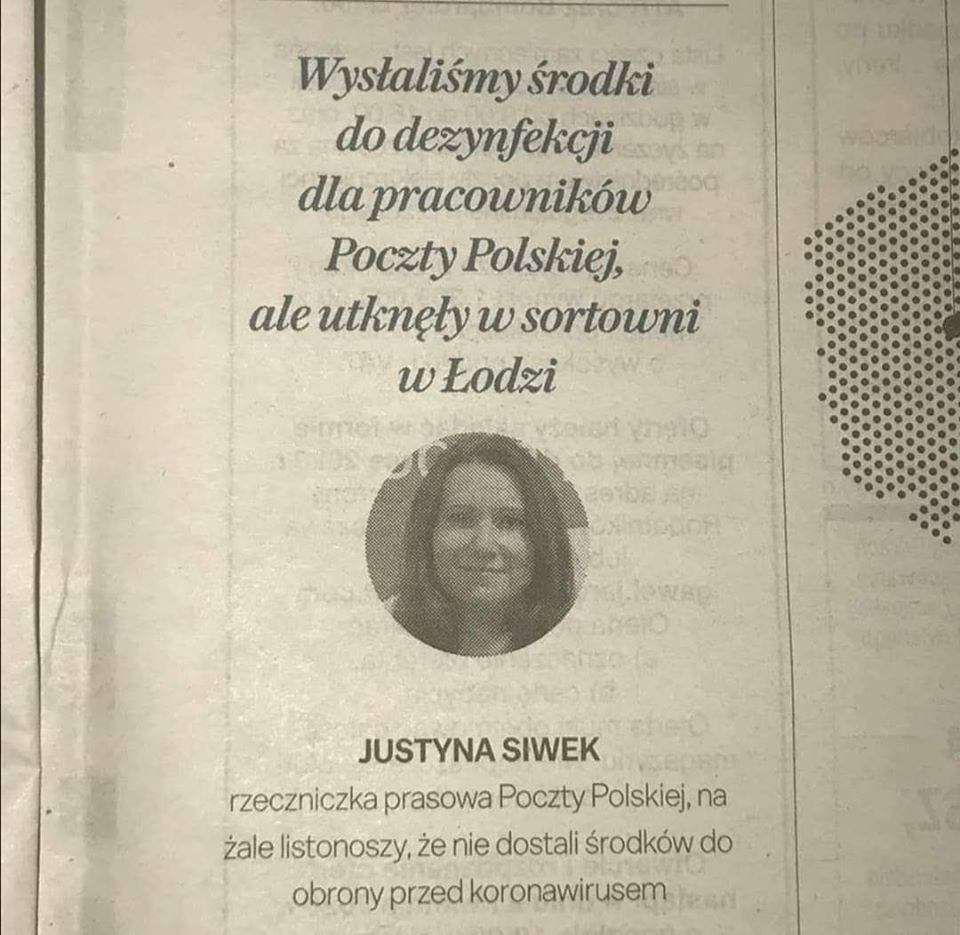 Wysłaliśmy środki
do dezynfekcji
dla pracowników
Poczty Polskiej,
ale utknęły w sortowni
w Łodzi
JUSTYNA SIWEK
rzeczniczka prasowa Poczty Polskiej, na
żale listonoszy, że nie dostali środków do
obrony przed koronawirusem